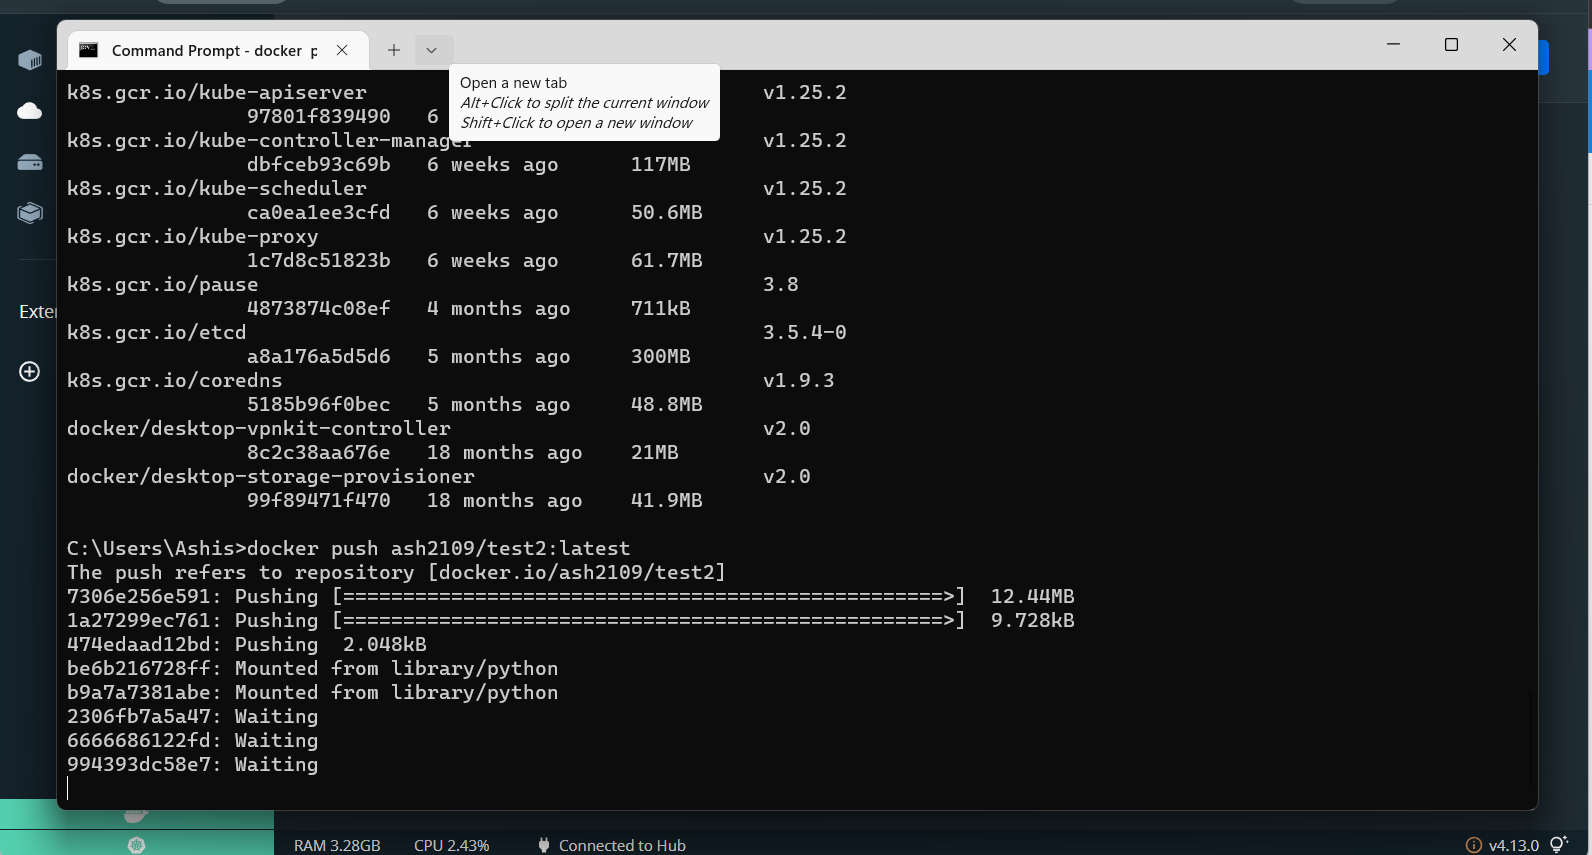 Command Prompt - docker p
Open a new tab
Alt+Click to split the current window
Shift+Click to open a new window
k8s.gcr.io/kube-apiserver v1.25.2
97801f839490 6
k8s.gcr.io/kube-controller-manager v1.25.2
dbfceb93c69b 6 weeks ago 117MB
k8s.gcr.io/kube-scheduler v1.25.2
ca0ea1ee3cfd 6 weeks ago 50.6MB
k8s.gcr.io/kube-proxy v1.25.2
1c7d8c51823b 6 weeks ago 61.7MB
k8s.gcr.io/pause 3.8
4873874c08ef 4 months ago 711kB
k8s.gcr.io/etcd 3.5.4-0
a8a176a5d5d6 5 months ago 300MB
k8s.gcr.io/coredns v1.9.3
5185b96f0bec 5 months ago 48.8MB
docker/desktop-vpnkit-controller v2.0
8c2c38aa676e 18 months ago 21MB
docker/desktop-storage-provisioner v2.0
99f89471f470 18 months ago 41.9MB
C:\Users\Ashis>docker push ash2109/test2:latest
The push refers to repository [docker.io/ash2109/test2]
7306e256e591: Pushing [==================================================>] 12.44MB
1a27299ec761: Pushing [==================================================>] 9.728kB
474edaad12bd: Pushing 2.048kB
be6b216728ff: Mounted from library/python
b9a7a7381abe: Mounted from library/python
2306fb7a5a47: Waiting
6666686122fd: Waiting
994393dc58e7: Waiting
Exte
RAM 3.28GB CPU 2.43% Connected to Hub v4.13.0